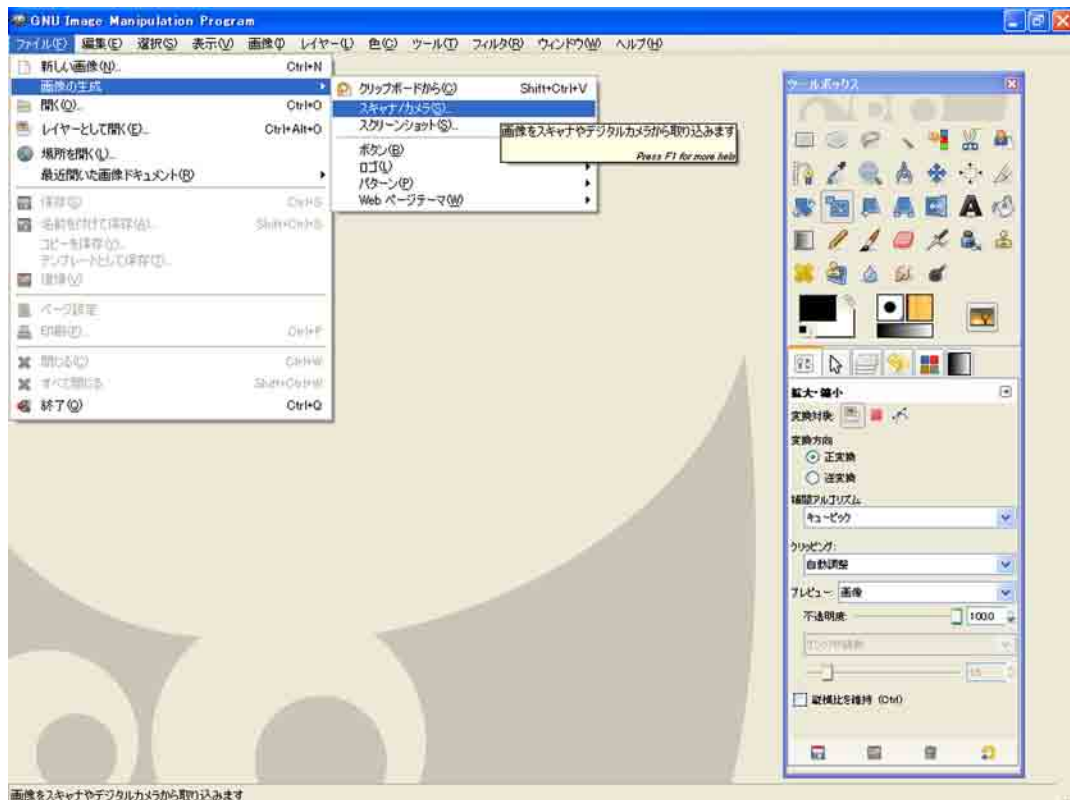 GNU Image Manipulation Program
ファイル(F) 編集(E) 選択(S) 表示(V) 画像(I) レイヤー(L) 色(C) ツール(T) フィルタ(R) ウィンドウ(W) ヘルプ(H)
新しい画像(N)... Ctrl+N
画像の生成
開く(O)... Ctrl+O
レイヤーとして開く(E)... Ctrl+Alt+O
場所を開く(L)...
最近開いた画像ドキュメント(R)
保存(S) Ctrl+S
名前を付けて保存(A)... Shift+Ctrl+S
コピーを保存(Y)...
テンプレートとして保存(T)...
復帰(V)
ページ設定
印刷(P)... Ctrl+P
閉じる(C) Ctrl+W
すべて閉じる Shift+Ctrl+W
終了(Q) Ctrl+Q
クリップボードから(C) Shift+Ctrl+V
スキャナ/カメラ(S)...
スクリーンショット(S)...
ボタン(B)
ロゴ(L)
パターン(P)
Web ページテーマ(W)
画像をスキャナやデジタルカメラから取り込みます
Press F1 for more help
ツールボックス
拡大・縮小
変換対象:
変換方向
正変換
逆変換
補間アルゴリズム
キュービック
クリッピング:
自動調整
プレビュー: 画像
不透明度: 100.0
縦横比を維持 (Ctrl)
画像をスキャナやデジタルカメラから取り込みます